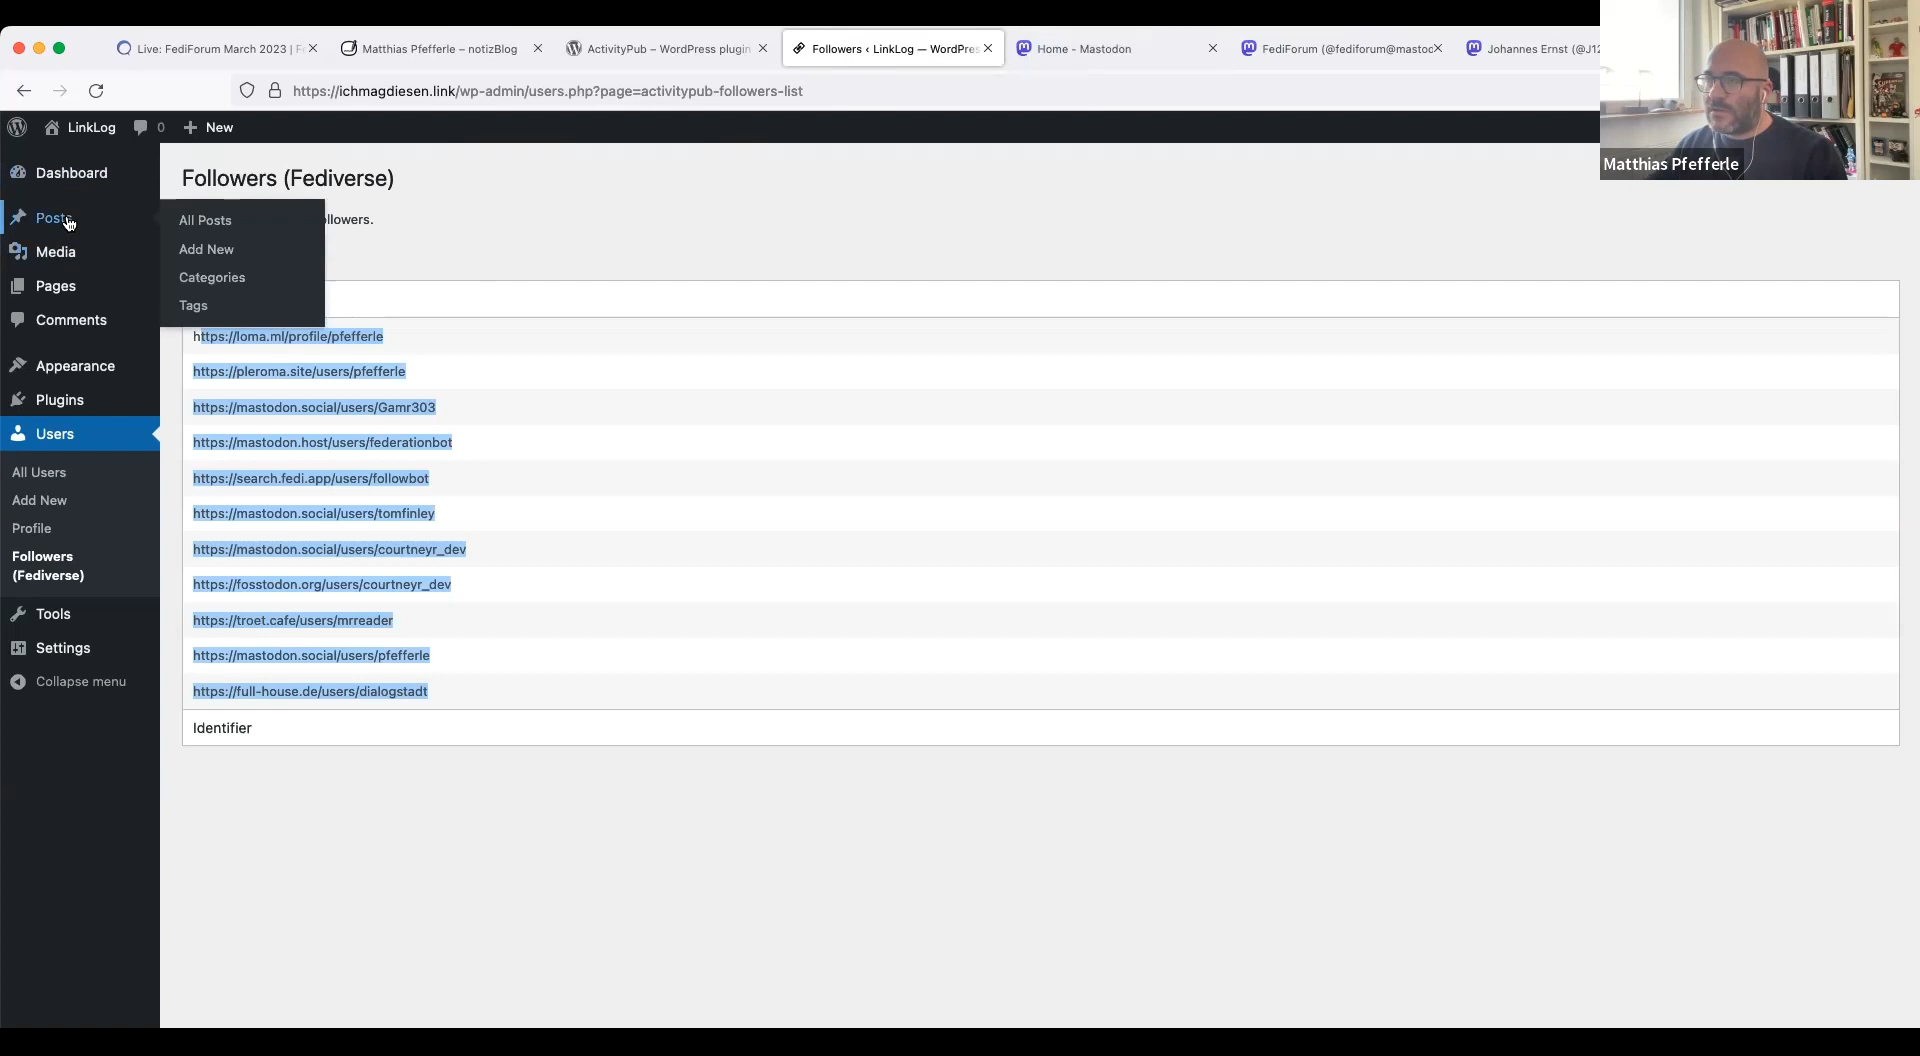 Live: FediForum March 2023 | F
Matthias Pfefferle – notizBlog
ActivityPub – WordPress plugin
Followers ‹ LinkLog — WordPres
Home - Mastodon
FediForum (@fediforum@mastoc
Johannes Ernst (@J12
https://ichmagdiesen.link/wp-admin/users.php?page=activitypub-followers-list
Matthias Pfefferle
LinkLog
0
New
Dashboard
Posts
Media
Pages
Comments
Appearance
Plugins
Users
All Users
Add New
Profile
Followers
(Fediverse)
Tools
Settings
Collapse menu
All Posts
Add New
Categories
Tags
Followers (Fediverse)
llowers.
https://loma.ml/profile/pfefferle
https://pleroma.site/users/pfefferle
https://mastodon.social/users/Gamr303
https://mastodon.host/users/federationbot
https://search.fedi.app/users/followbot
https://mastodon.social/users/tomfinley
https://mastodon.social/users/courtneyr_dev
https://fosstodon.org/users/courtneyr_dev
https://troet.cafe/users/mrreader
https://mastodon.social/users/pfefferle
https://full-house.de/users/dialogstadt
Identifier